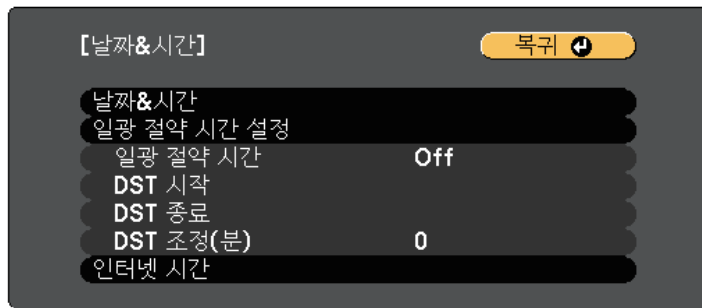 [날짜&시간]
복귀
날짜&시간
일광 절약 시간 설정
일광 절약 시간 Off
DST 시작
DST 종료
DST 조정(분) 0
인터넷 시간